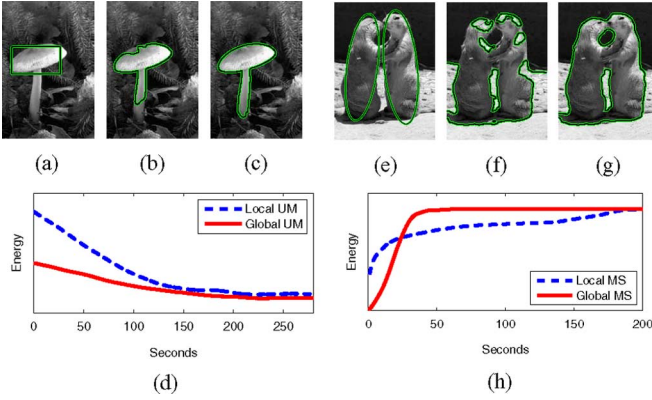 (a)
(b)
(c)
(e)
(f)
(g)
Energy
Local UM
Global UM
0
50
100
150
200
250
Seconds
(d)
Energy
Local MS
Global MS
0
50
100
150
200
Seconds
(h)